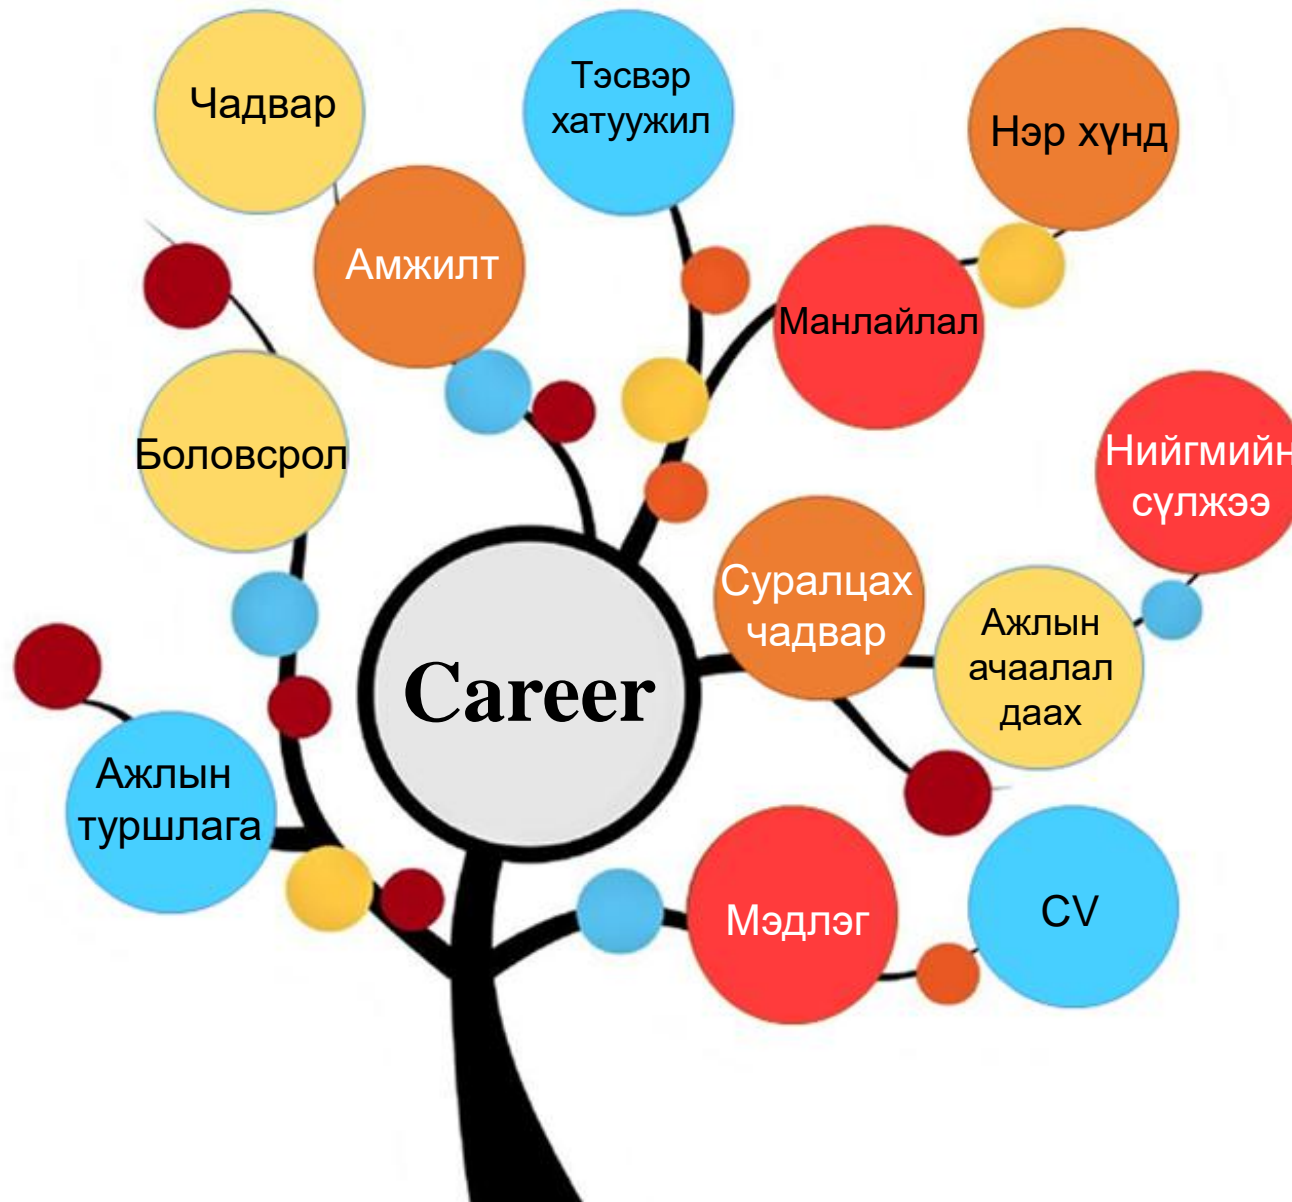 Чадвар
Тэсвэр
хатуужил
Нэр хүнд
Амжилт
Манлайлал
Боловсрол
Нийгмийн
сүлжээ
Суралцах
чадвар
Ажлын
ачаалал
даах
Career
Ажлын
туршлага
Мэдлэг
CV